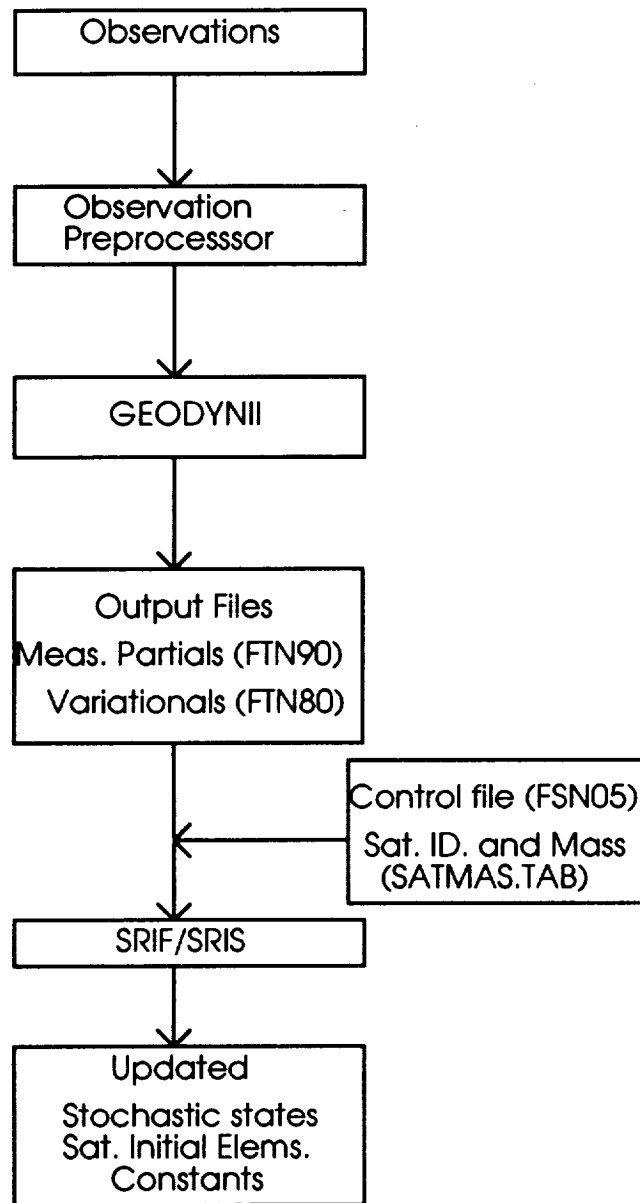 Observations
Observation
Preprocesssor
GEODYNII
Output Files
Meas. Partials (FTN90)
Variationals (FTN80)
Control file (FSN05)
Sat. ID. and Mass
(SATMAS.TAB)
SRIF/SRIS
Updated
Stochastic states
Sat. Initial Elems.
Constants